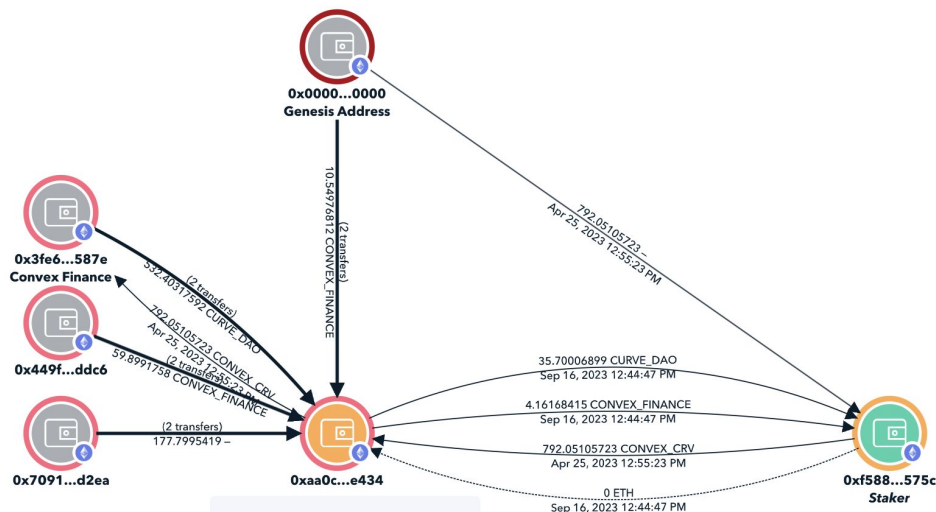 0x0000...0000
Genesis Address
10.54976812 CONVEX_FINANCE
(2 transfers)
792.05105723 –
Apr 25, 2023 12:55:23 PM
0x3fe6...587e
Convex Finance
(2 transfers)
532.40317592 CURVE_DAO
792.05105723 CONVEX_CRV
Apr 25, 2023 12:55:23 PM
0x449f...ddc6
(2 transfers)
59.8991758 CONVEX_FINANCE
35.70006899 CURVE_DAO
Sep 16, 2023 12:44:47 PM
4.16168415 CONVEX_FINANCE
Sep 16, 2023 12:44:47 PM
(2 transfers)
177.7995419 –
792.05105723 CONVEX_CRV
Apr 25, 2023 12:55:23 PM
0x7091...d2ea
0xaa0c...e434
0xf588...575c
Staker
0 ETH
Sep 16, 2023 12:44:47 PM